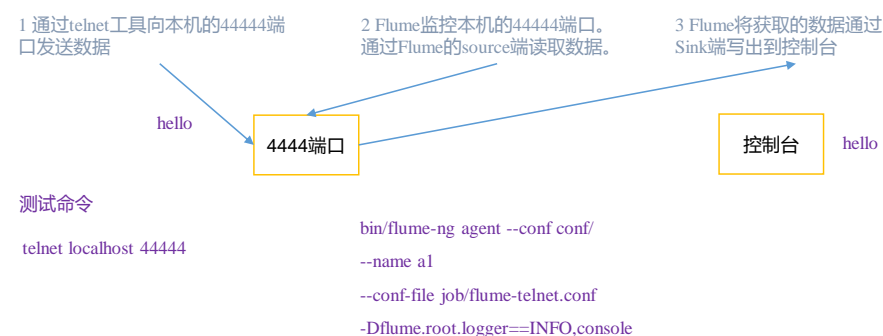 1 通过telnet工具向本机的44444端
口发送数据
2 Flume监控本机的44444端口。
通过Flume的source端读取数据。
3 Flume将获取的数据通过
Sink端写出到控制台
hello
4444端口
控制台
hello
测试命令
telnet localhost 44444
bin/flume-ng agent --conf conf/
--name a1
--conf-file job/flume-telnet.conf
-Dflume.root.logger==INFO,console